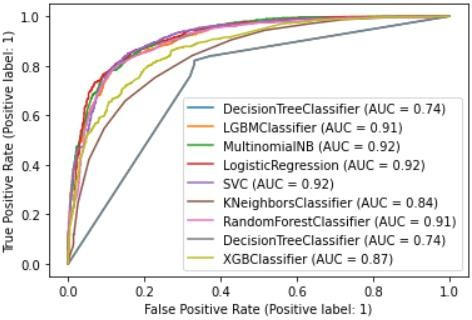 1.0
0.8
0.6
0.4
0.2
0.0
True Positive Rate (Positive label: 1)
DecisionTreeClassifier (AUC = 0.74)
LGBMClassifier (AUC = 0.91)
MultinomialNB (AUC = 0.92)
LogisticRegression (AUC = 0.92)
SVC (AUC = 0.92)
KNeighborsClassifier (AUC = 0.84)
RandomForestClassifier (AUC = 0.91)
DecisionTreeClassifier (AUC = 0.74)
XGBClassifier (AUC = 0.87)
0.0 0.2 0.4 0.6 0.8 1.0
False Positive Rate (Positive label: 1)